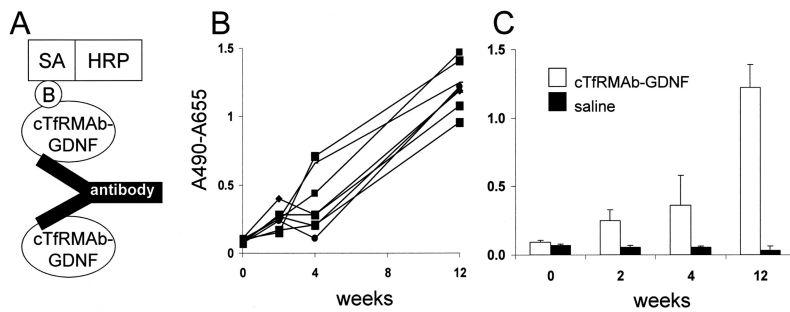 A
SA HRP
B
cTfRMAb-
GDNF
antibody
cTfRMAb-
GDNF
B
A490-A655
1.5
1
0.5
0
0 4 8 12
weeks
C
1.5
1.0
0.5
0.0
cTfRMAb-GDNF
saline
0 2 4 12
weeks